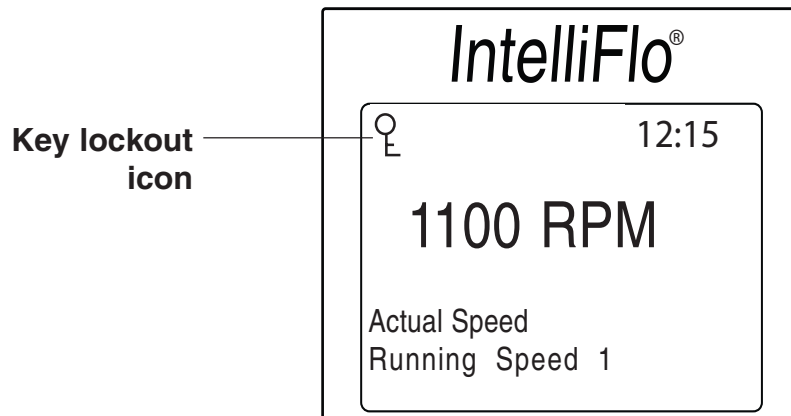 IntelliFlo®
Key lockout
icon
12:15
1100 RPM
Actual Speed
Running Speed 1